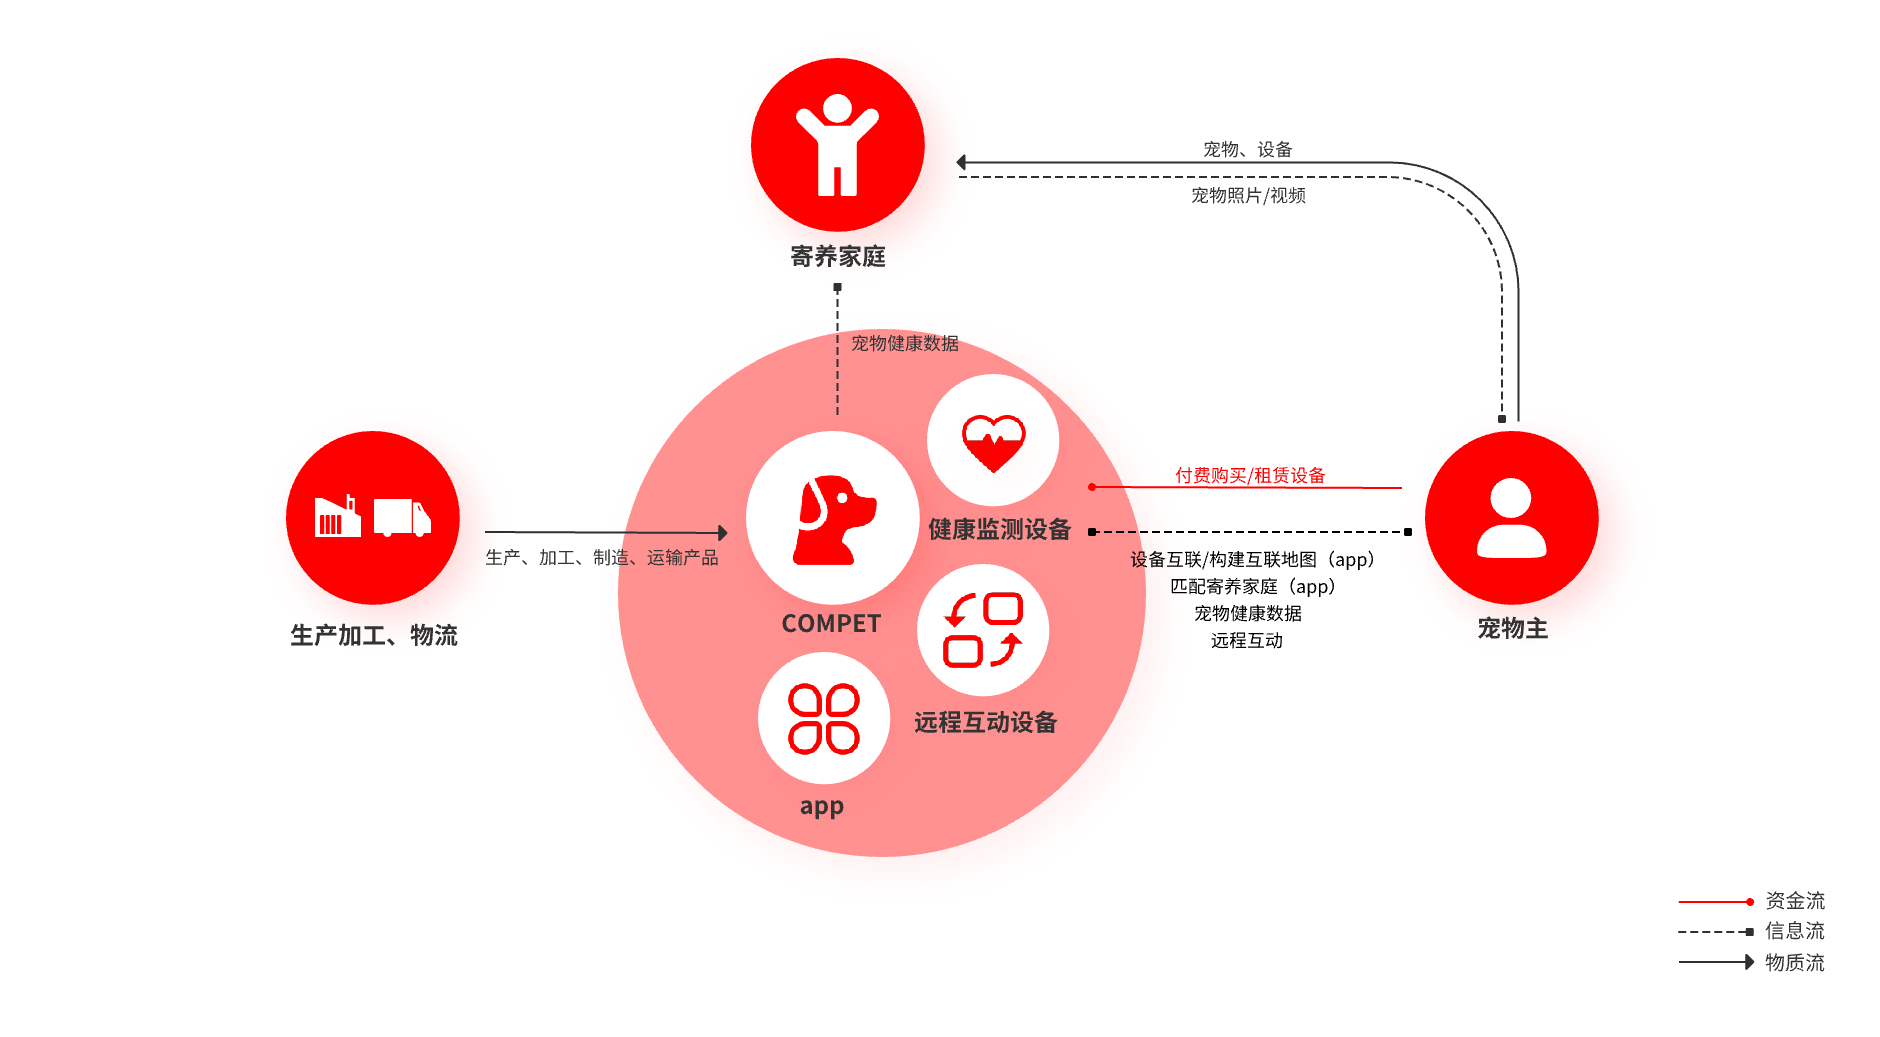 宠物、设备
宠物照片/视频
寄养家庭
宠物健康数据
付费购买/租赁设备
健康监测设备
生产、加工、制造、运输产品
设备互联/构建互联地图（app）
匹配寄养家庭（app）
宠物健康数据
远程互动
COMPET
生产加工、物流
宠物主
远程互动设备
app
资金流
信息流
物质流